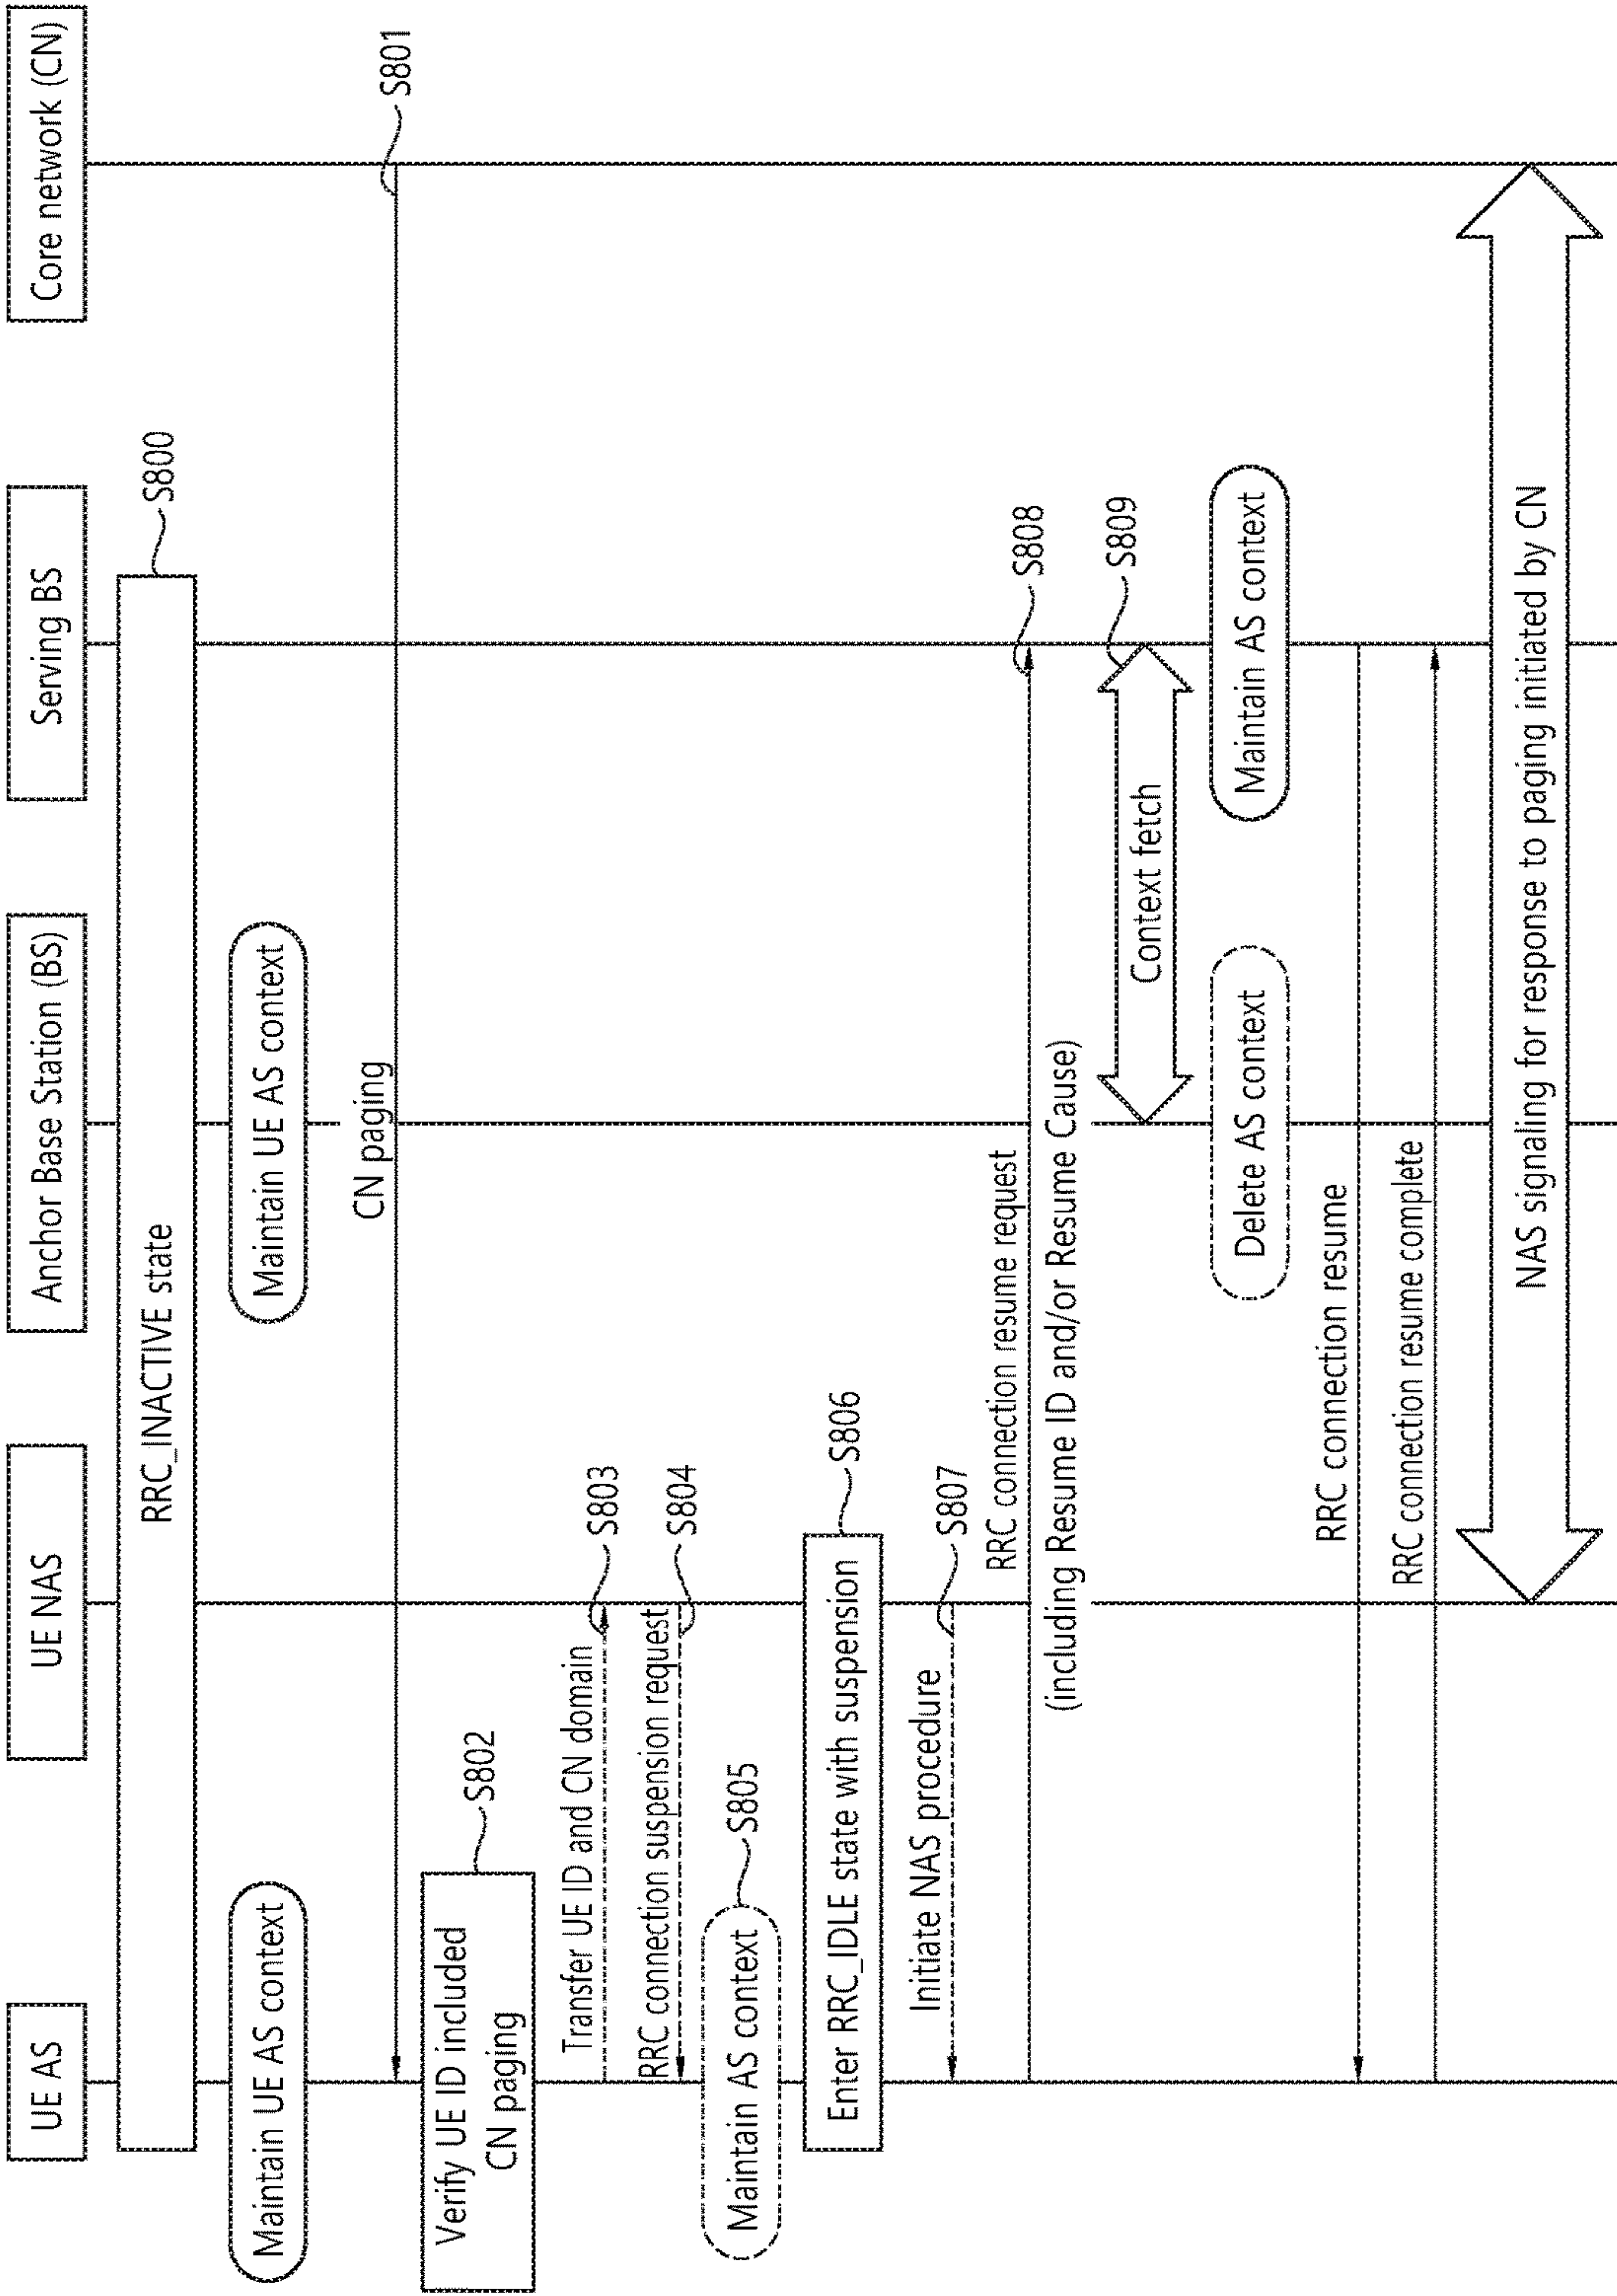 UE AS
UE NAS
Anchor Base Station (BS)
Serving BS
Core network (CN)
RRC_INACTIVE state
S800
Maintain UE AS context
Maintain UE AS context
CN paging
S801
Verify UE ID included
CN paging
S802
Transfer UE ID and CN domain
S803
RRC connection suspension request
S804
Maintain AS context
S805
Enter RRC_IDLE state with suspension
S806
Initiate NAS procedure
S807
RRC connection resume request
S808
(including Resume ID and/or Resume Cause)
Context fetch
S809
Delete AS context
Maintain AS context
RRC connection resume
RRC connection resume complete
NAS signaling for response to paging initiated by CN